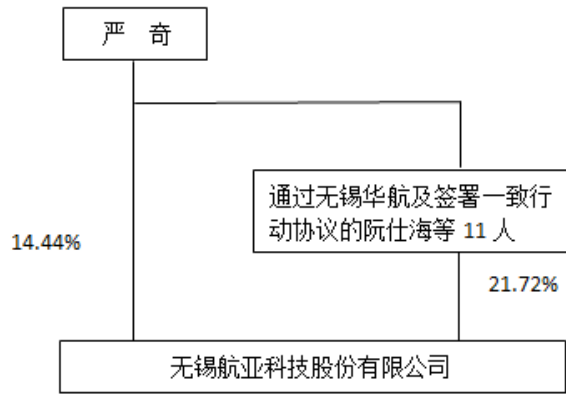 严 奇
通过无锡华航及签署一致行
动协议的阮仕海等 11 人
14.44%
21.72%
无锡航亚科技股份有限公司